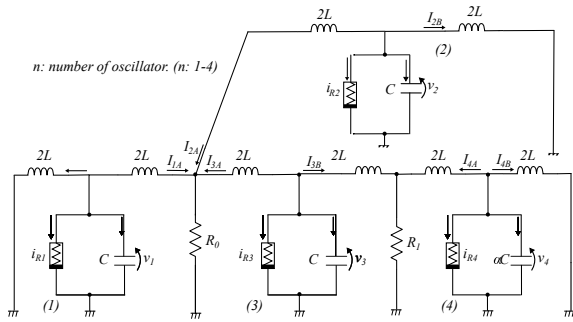 2L
I2B
2L
(2)
n: number of oscillator. (n: 1-4)
iR2
C
v2
I2A
2L
2L
I1A
I3A
2L
I3B
2L
2L
I4A
I4B
2L
R0
R1
iR1
C
v1
iR3
C
v3
iR4
αC
v4
(1)
(3)
(4)